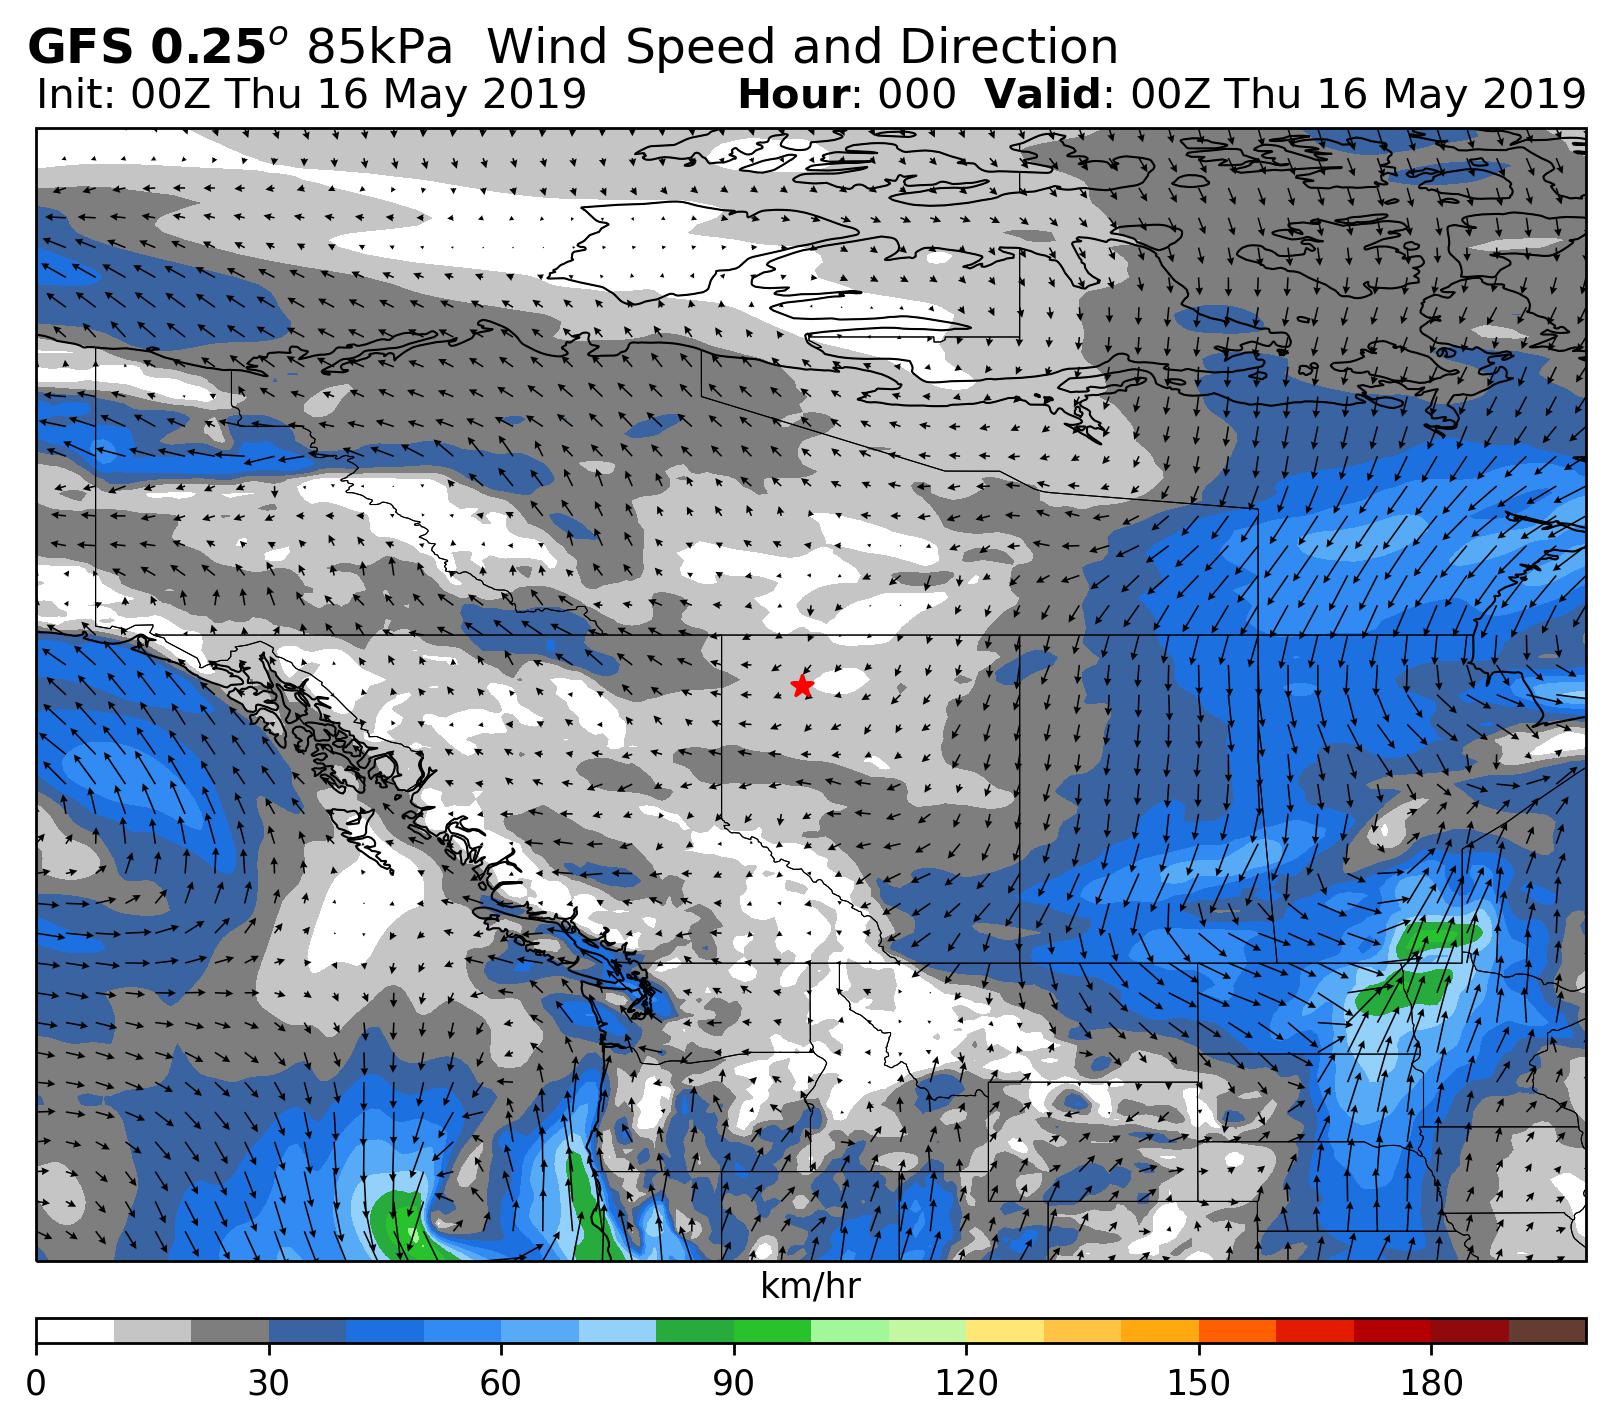 GFS 0.25° 85kPa Wind Speed and Direction
Init: 00Z Thu 16 May 2019 Hour: 000 Valid: 00Z Thu 16 May 2019
km/hr
0 30 60 90 120 150 180